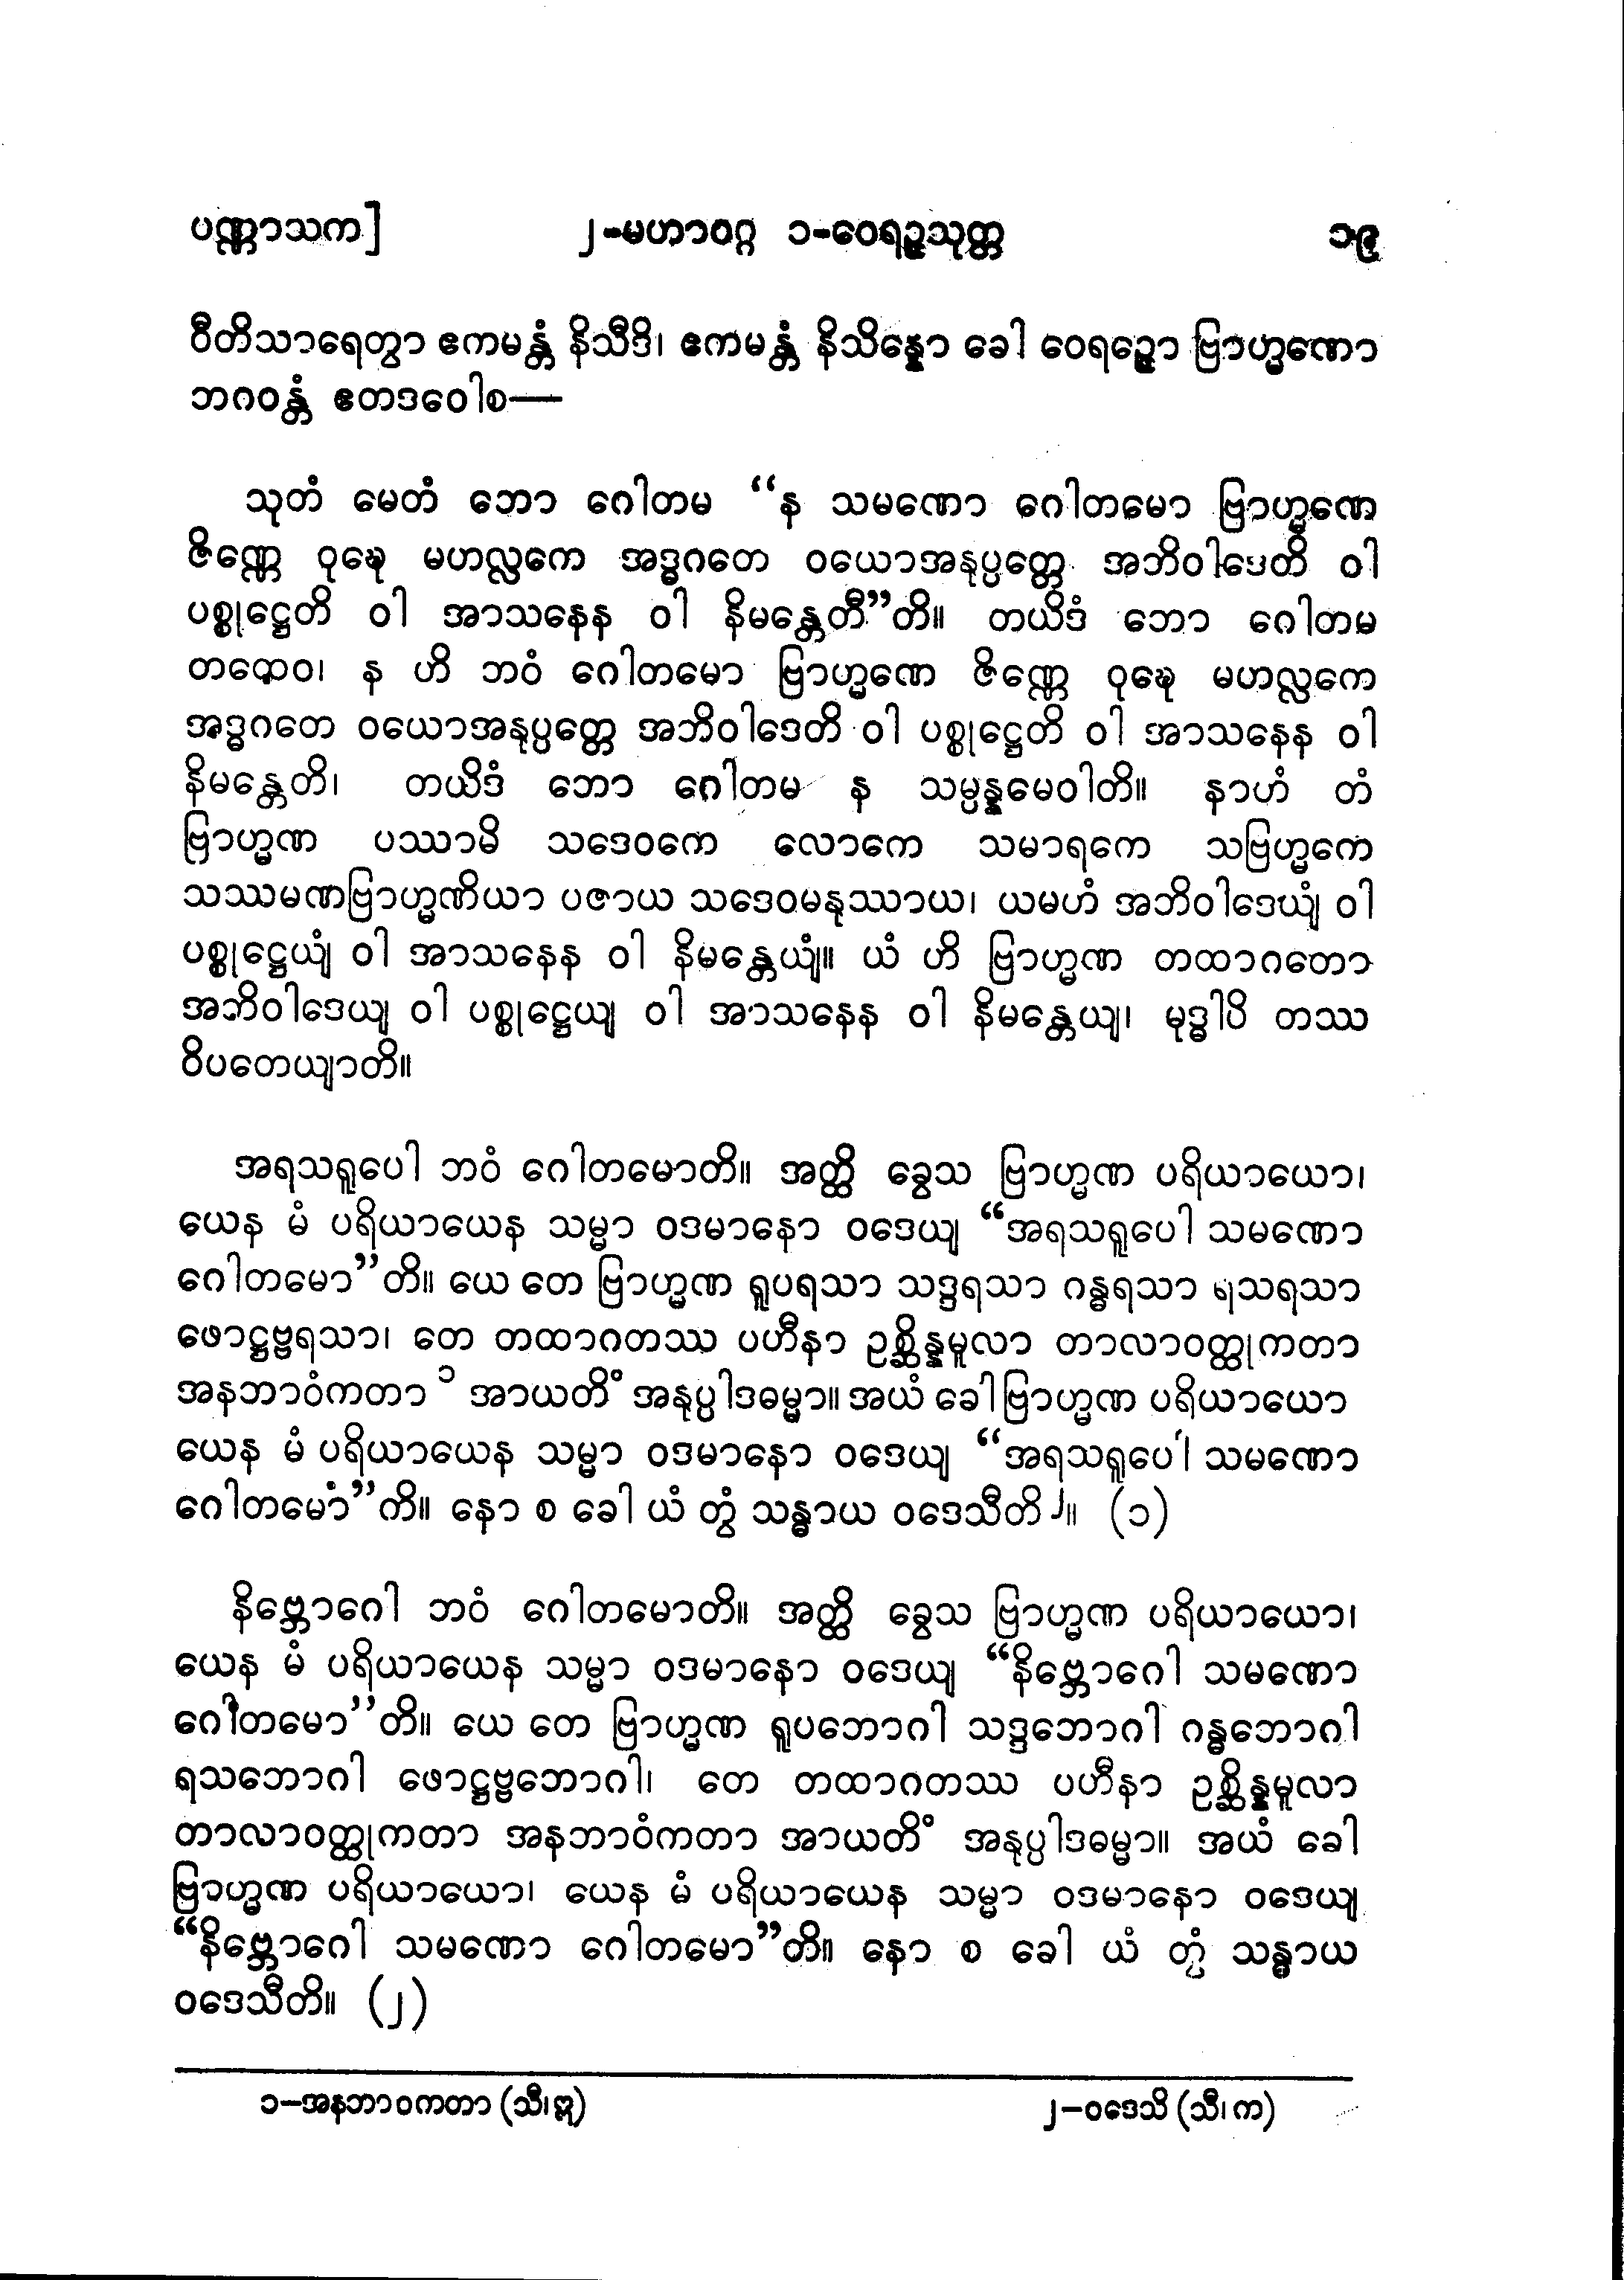 ပဏ္ဏာသက] ၂-မဟာဝဂ္ဂ ၁-ဝေရဉ္ဇသုတ္တ ၁၉
ဝီတိသာရေတွာ ဧကမန္တံ နိသီဒိ၊ ဧကမန္တံ နိသိန္နော ခေါ ဝေရဉ္ဇော ဗြာဟ္မဏော
ဘဂဝန္တံ ဧတဒဝေါစ—
သုတံ မေတံ ဘော ဂေါတမ “န သမဏော ဂေါတမော ဗြာဟ္မဏေ
ဇိဏ္ဏေ ဝုဍ္ဎေ မဟလ္လကေ အဒ္ဓဂတေ ဝယောအနုပ္ပတ္တေ အဘိဝါဒေတိ ဝါ
ပစ္စုဋ္ဌေတိ ဝါ အာသနေန ဝါ နိမန္တေတီ”တိ။ တယိဒံ ဘော ဂေါတမ
တထေဝ၊ န ဟိ ဘဝံ ဂေါတမော ဗြာဟ္မဏေ ဇိဏ္ဏေ ဝုဍ္ဎေ မဟလ္လကေ
အဒ္ဓဂတေ ဝယောအနုပ္ပတ္တေ အဘိဝါဒေတိ ဝါ ပစ္စုဋ္ဌေတိ ဝါ အာသနေန ဝါ
နိမန္တေတိ၊ တယိဒံ ဘော ဂေါတမ န သမ္ပန္နမေဝါတိ။ နာဟံ တံ
ဗြာဟ္မဏ ပဿာမိ သဒေဝကေ လောကေ သမာရကေ သဗြဟ္မကေ
သဿမဏဗြာဟ္မဏိယာ ပဇာယ သဒေဝမနုဿာယ၊ ယမဟံ အဘိဝါဒေယျံ ဝါ
ပစ္စုဋ္ဌေယျံ ဝါ အာသနေန ဝါ နိမန္တေယျံ။ ယံ ဟိ ဗြာဟ္မဏ တထာဂတော
အဘိဝါဒေယျ ဝါ ပစ္စုဋ္ဌေယျ ဝါ အာသနေန ဝါ နိမန္တေယျ၊ မုဒ္ဓါပိ တဿ
ဝိပတေယျာတိ။
အရသရူပေါ ဘဝံ ဂေါတမောတိ။ အတ္ထိ ခွေသ ဗြာဟ္မဏ ပရိယာယော၊
ယေန မံ ပရိယာယေန သမ္မာ ဝဒမာနော ဝဒေယျ “အရသရူပေါ သမဏော
ဂေါတမော”တိ။ ယေ တေ ဗြာဟ္မဏ ရူပရသာ သဒ္ဒရသာ ဂန္ဓရသာ ရသရသာ
ဖောဋ္ဌဗ္ဗရသာ၊ တေ တထာဂတဿ ပဟီနာ ဥစ္ဆိန္နမူလာ တာလာဝတ္ထုကတာ
အနဘာဝံကတာ ၁ အာယတိံ အနုပ္ပါဒဓမ္မာ။ အယံ ခေါ ဗြာဟ္မဏ ပရိယာယော
ယေန မံ ပရိယာယေန သမ္မာ ဝဒမာနော ဝဒေယျ “အရသရူပေါ သမဏော
ဂေါတမော”ကိ။ နော စ ခေါ ယံ တွံ သန္ဓာယ ဝဒေသီတိ ၂။ (၁)
နိဗ္ဘောဂေါ ဘဝံ ဂေါတမောတိ။ အတ္ထိ ခွေသ ဗြာဟ္မဏ ပရိယာယော၊
ယေန မံ ပရိယာယေန သမ္မာ ဝဒမာနော ဝဒေယျ “နိဗ္ဘောဂေါ သမဏော
ဂေါတမော”တိ။ ယေ တေ ဗြာဟ္မဏ ရူပဘောဂါ သဒ္ဒဘောဂါ ဂန္ဓဘောဂါ
ရသဘောဂါ ဖောဋ္ဌဗ္ဗဘောဂါ၊ တေ တထာဂတဿ ပဟီနာ ဥစ္ဆိန္နမူလာ
တာလာဝတ္ထုကတာ အနဘာဝံကတာ အာယတိံ အနုပ္ပါဒဓမ္မာ။ အယံ ခေါ
ဗြာဟ္မဏ ပရိယာယော၊ ယေန မံ ပရိယာယေန သမ္မာ ဝဒမာနော ဝဒေယျ
“နိဗ္ဘောဂေါ သမဏော ဂေါတမော”တိ။ နော စ ခေါ ယံ တွံ သန္ဓာယ
ဝဒေသီတိ။ (၂)
၁-အနဘာဝကတာ (သီ၊ ဣ) ၂-ဝဒေသိ (သီ၊ က)